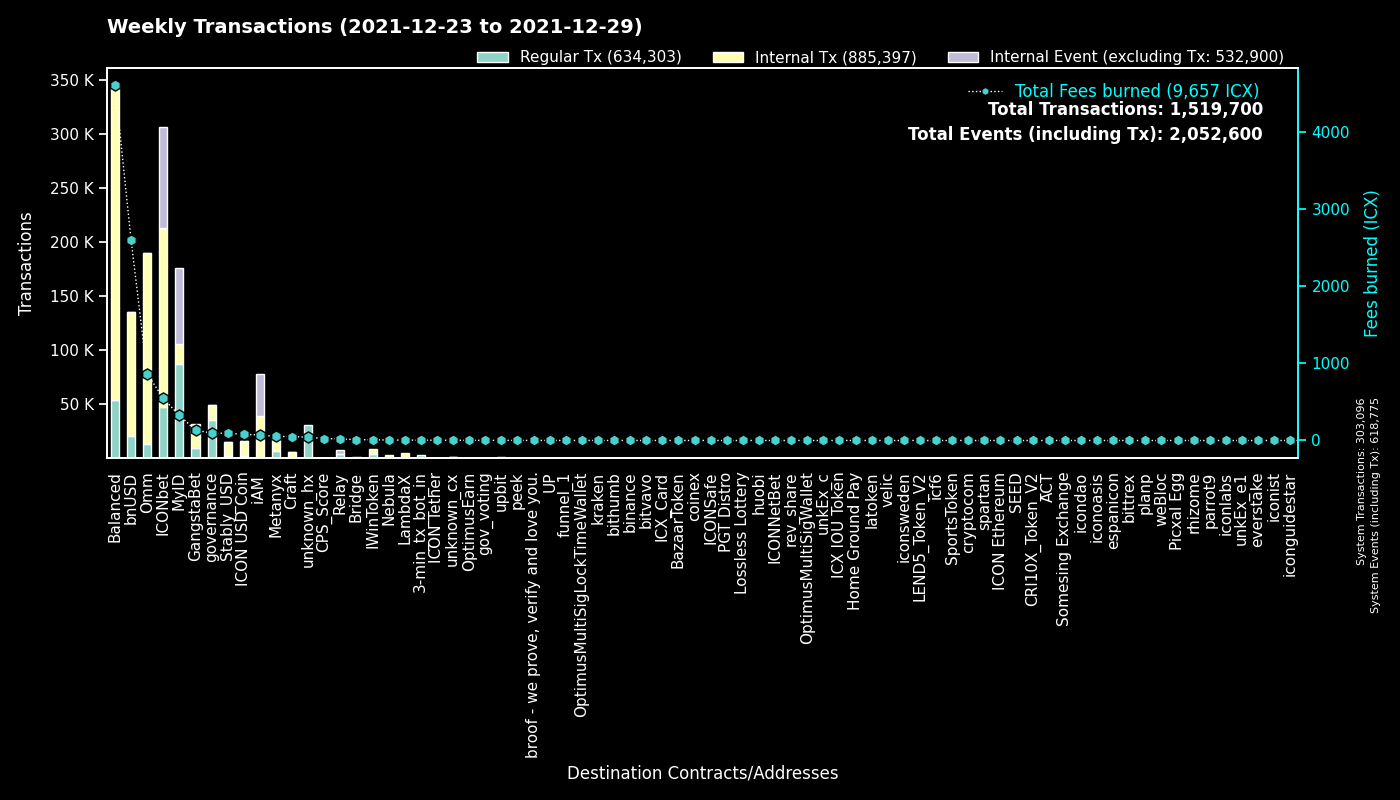 Weekly Transactions (2021-12-23 to 2021-12-29)
Regular Tx (634,303)
Internal Tx (885,397)
Internal Event (excluding Tx: 532,900)
Total Fees burned (9,657 ICX)
Total Transactions: 1,519,700
Total Events (including Tx): 2,052,600
Transactions
350 K
300 K
250 K
200 K
150 K
100 K
50 K
4000
3000
2000
1000
0
Fees burned (ICX)
System Transactions: 303,096
System Events (including Tx): 618,775
Balanced
bnUSD
Omm
ICONbet
MyID
GangstaBet
governance
Stably_USD
ICON USD Coin
iAM
Metanyx
Craft
unknown_hx
CPS_Score
Relay
Bridge
IWinToken
Nebula
LambdaX
3-min_tx_bot_in
ICON_Tether
unknown_cx
OptimusEarn
gov_voting
upbit
peek
broof - we prove, verify and love you.
UP
funnel_1
OptimusMultiSigLockTimeWallet
kraken
bithumb
binance
bitvavo
ICX_Card
BazaarToken
coinex
ICONSafe
PGT Distro
Lossless Lottery
huobi
ICONNetBet
rev_share
OptimusMultiSigWallet
unkEx_c
ICX IOU Token
Home Ground Pay
latoken
velic
iconsweden
LEND5_Token_V2
icf6
SportsToken
cryptocom
spartan
ICON Ethereum
SEED
CRI10X_Token_V2
ACT
Somesing Exchange
icondao
iconoasis
espanicon
bittrex
planp
weBloc
Picxal Egg
rhizome
parrot9
iconlabs
unkEx_e1
everstake
iconist
iconguidestar
Destination Contracts/Addresses